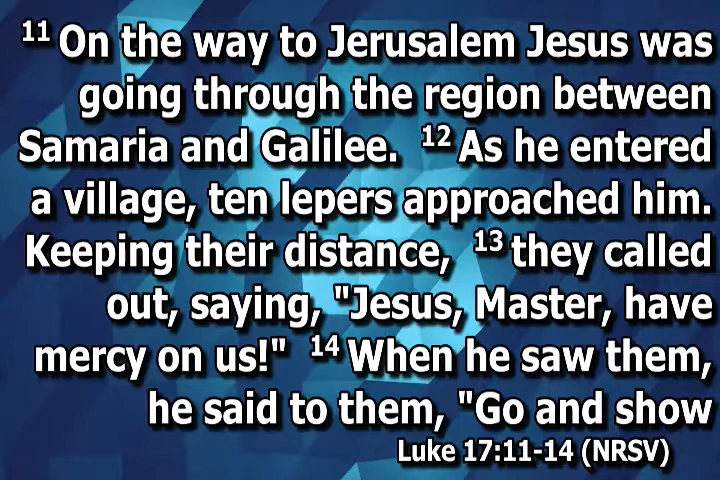 11 On the way to Jerusalem Jesus was
going through the region between
Samaria and Galilee. 12 As he entered
a village, ten lepers approached him.
Keeping their distance, 13 they called
out, saying, "Jesus, Master, have
mercy on us!" 14 When he saw them,
he said to them, "Go and show
Luke 17:11-14 (NRSV)